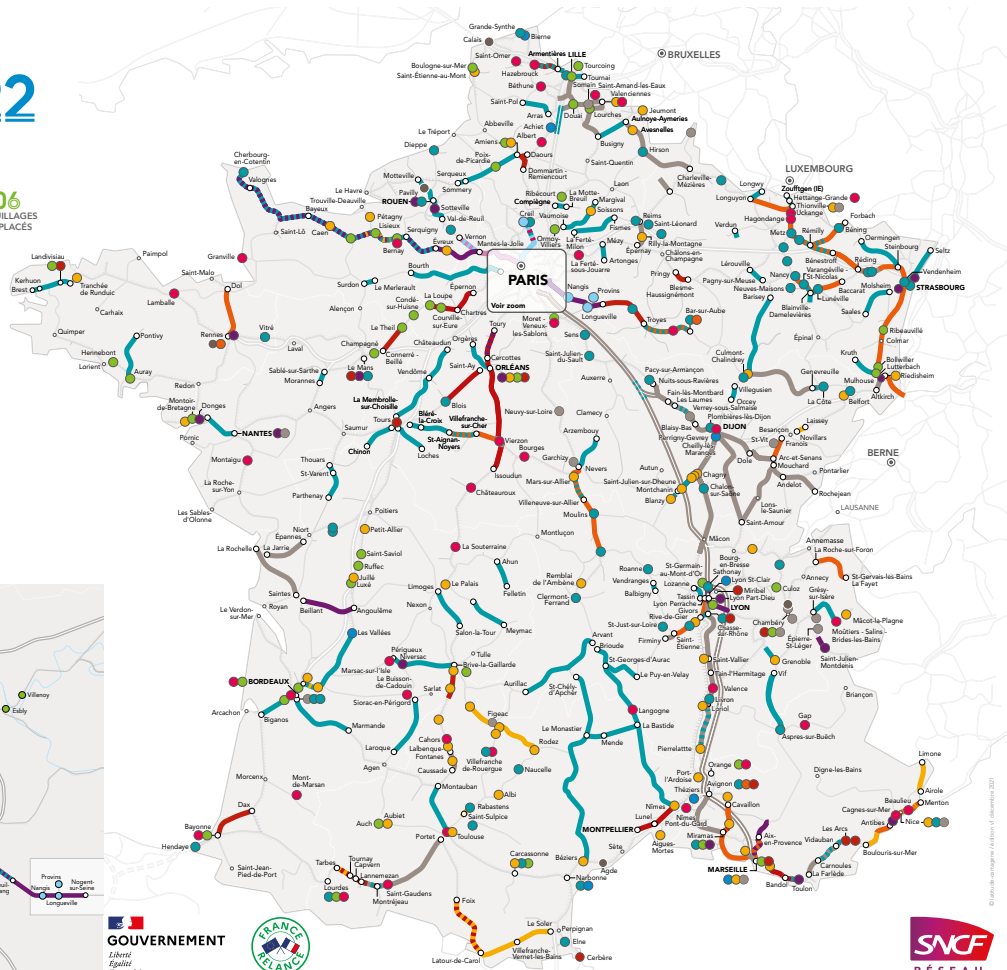 22
06
UILLAGES
PLACÉS
Grande-Synthe
Bierne
Calais
Saint-Omer
Armentières
LILLE
BRUXELLES
Boulogne-sur-Mer
Saint-Étienne-au-Mont
Hazebrouck
Tourcoing
Tournai
Béthune
Somain
Saint-Amand-les-Eaux
Valenciennes
Saint-Pol
Arras
Douai
Lourches
Jeumont
Aulnoye-Aymeries
Avesnelles
Achiet
Abbeville
Albert
Busigny
Hirson
Le Tréport
Dieppe
Amiens
Poix-
de-Picardie
Daours
Dommartin -
Remiencourt
Saint-Quentin
Charleville-
Mézières
LUXEMBOURG
Cherbourg-
en-Cotentin
Valognes
Motteville
Serqueux
Sommery
Laon
Longwy
Longuyon
Zoufftgen (IE)
Hettange-Grande
Thionville
Uckange
Hagondange
Le Havre
Pavilly
ROUEN
Sotteville
Val-de-Reuil
Ribécourt
Compiègne
La Motte-
Breuil
Margival
Soissons
Trouville-Deauville
Bayeux
Saint-Lô
Caen
Pétagny
Lisieux
Serquigny
Bernay
Évreux
Vernon
Mantes-la-Jolie
Creil
Vaumoise
Ormoy-
Villiers
La Ferté-
Milon
Fismes
Reims
Saint-Léonard
Verdun
Metz
Rémilly
Forbach
Béning
Mézy
Artonges
Épernay
Rilly-la-Montagne
Châlons-en-
Champagne
La Ferté-
sous-Jouarre
Oermingen
Steinbourg
Seltz
Landivisiau
Kerhuon
Brest
Tranchée
de Runduic
Paimpol
Saint-Malo
Granville
Dol
Lamballe
Bourth
Surdon
Le Merlerault
PARIS
Voir zoom
Pringy
Blesme-
Haussignémont
Lérouville
Pagny-sur-Meuse
Neuves-Maisons
Barisey
Nancy
Bénestroff
Varangéville -
St-Nicolas
Réding
Molsheim
Vendenheim
STRASBOURG
Blainville-
Damelevières
Lunéville
Baccarat
Saales
Carhaix
Quimper
Pontivy
Rennes
Vitré
Laval
Alençon
Condé-
sur-Huisne
La Loupe
Épernon
Courville-
sur-Eure
Chartres
Le Theil
Nangis
Provins
Longueville
Moret -
Veneux-
les-Sablons
Sens
Troyes
Bar-sur-Aube
Épinal
Ribeauvillé
Colmar
Hennebont
Lorient
Auray
Champagné
Le Mans
Connerré -
Beillé
Châteaudun
Toury
Orgères
Cercottes
ORLÉANS
Saint-Ay
Saint-Julien-
du-Sault
Pacy-sur-Armançon
Nuits-sous-Ravières
Culmont-
Chalindrey
Genevreuille
Kruth
Bollwiller
Lutterbach
Riedisheim
Mulhouse
Altkirch
Sablé-sur-Sarthe
Morannes
Vendôme
Blois
Auxerre
Fain-lès-Montbard
Les Laumes
Villegusien
Occey
La Côte
Belfort
Redon
Montoir-
de-Bretagne
Donges
NANTES
Pornic
Angers
Saumur
La Membrolle-
sur-Choisille
Tours
Chinon
Bléré-
la-Croix
St-Aignan-
Noyers
Loches
Villefranche-
sur-Cher
Neuvy-sur-Loire
Clamecy
Verrey-sous-Salmaise
Plombières-lès-Dijon
Blaisy-Bas
DIJON
Perrigny-Gevrey
Cheilly-lès-
Maranges
Besançon
St-Vit
Franois
Laissey
Novillars
Vierzon
Bourges
Issoudun
Arzembouy
Garchizy
Nevers
Mars-sur-Allier
Autun
Saint-Julien-sur-Dheune
Montchanin
Blanzy
Chagny
Chalon-
sur-Saône
Dole
Arc-et-Senans
Mouchard
Andelot
Pontarlier
Rochejean
BERNE
LAUSANNE
Montaigu
La Roche-
sur-Yon
Les Sables-
d'Olonne
Thouars
St-Varent
Parthenay
Châteauroux
Villeneuve-sur-Allier
Moulins
Montluçon
Lons-
le-Saunier
Saint-Amour
Mâcon
Poitiers
Petit-Allier
Niort
Épannes
La Rochelle
La Jarrie
Saint-Saviol
Ruffec
Juillé
Luxé
La Souterraine
Ahun
Felletin
Remblai
de l'Ambène
Clermont-
Ferrand
Roanne
Vendranges
Balbigny
St-Germain-
au-Mont-d'Or
Bourg-
en-Bresse
Sathonay
Lozanne
Tassin
Lyon St-Clair
Miribel
Lyon Part-Dieu
Lyon Perrache
LYON
Culoz
Annemasse
La Roche-sur-Foron
Annecy
St-Gervais-les-Bains
La Fayet
Le Verdon-
sur-Mer
Royan
Saintes
Beillant
Angoulême
Limoges
Le Palais
Nexon
Salon-la-Tour
Meymac
Givors
Rive-de-Gier
St-Just-sur-Loire
Firminy
Saint-
Étienne
Chasse-
sur-Rhône
Chambéry
Grésy-
sur-Isère
Mâcot-la-Plagne
Moûtiers - Salins -
Brides-les-Bains
Épierre-
St-Léger
Saint-Julien-
Montdenis
Les Vallées
Périgueux
Niversac
Marsac-sur-l'Isle
Tulle
Brive-la-Gaillarde
Arvant
Brioude
St-Georges-d'Aurac
Le Puy-en-Velay
Saint-Vallier
Tain-l'Hermitage
Grenoble
Vif
BORDEAUX
Arcachon
Biganos
Le Buisson-
de-Cadouin
Siorac-en-Périgord
Sarlat
Aurillac
St-Chély-
d'Apcher
Langogne
Valence
Livron
Loriol
Briançon
Gap
Aspres-sur-Buëch
Marmande
Laroque
Agen
Cahors
Lalbenque-
Fontanes
Caussade
Figeac
Rodez
Villefranche
de-Rouergue
Naucelle
Le Monastier
Mende
La Bastide
Pierrelatte
Port-
l'Ardoise
Orange
Avignon
Digne-les-Bains
Limone
Airole
Menton
Morcenx
Mont-
de-Marsan
Dax
Bayonne
Hendaye
Montauban
Albi
Rabastens
Saint-Sulpice
Aubiet
Auch
Portet
Toulouse
Nîmes
Lunel
MONTPELLIER
Théziers
Nîmes
Pont-du-Gard
Cavaillon
Miramas
Aix-
en-Provence
Beaulieu
Cagnes-sur-Mer
Antibes
Nice
Les Arcs
Vidauban
Boulouris-sur-Mer
Saint-Jean-
Pied-de-Port
Tarbes
Tournay
Capvern
Lannemezan
Lourdes
Saint-Gaudens
Montréjeau
Carcassonne
Béziers
Sète
Agde
Aigues-
Mortes
Narbonne
MARSEILLE
Bandol
Toulon
Carnoules
La Farlède
Foix
Latour-de-Carol
Le Soler
Villefranche-
Vernet-les-Bains
Perpignan
Elne
Cerbère
Villenoy
Esbly
Provins
Nangis
Longueville
Nogent-
sur-Seine
GOUVERNEMENT
Liberté
Égalité
FRANCE
RELANCE
SNCF
RÉSEAU